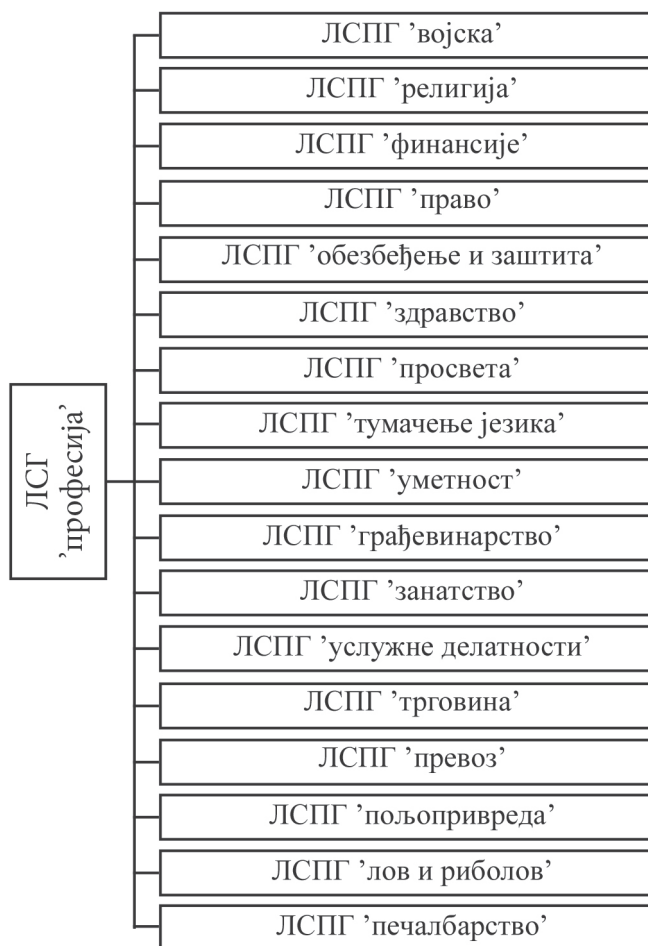 ЛСГ
’професија’
ЛСПГ ’војска’
ЛСПГ ’религија’
ЛСПГ ’финансије’
ЛСПГ ’право’
ЛСПГ ’обезбеђење и заштита’
ЛСПГ ’здравство’
ЛСПГ ’просвета’
ЛСПГ ’тумачење језика’
ЛСПГ ’уметност’
ЛСПГ ’грађевинарство’
ЛСПГ ’занатство’
ЛСПГ ’услужне делатности’
ЛСПГ ’трговина’
ЛСПГ ’превоз’
ЛСПГ ’пољопривреда’
ЛСПГ ’лов и риболов’
ЛСПГ ’печалбарство’